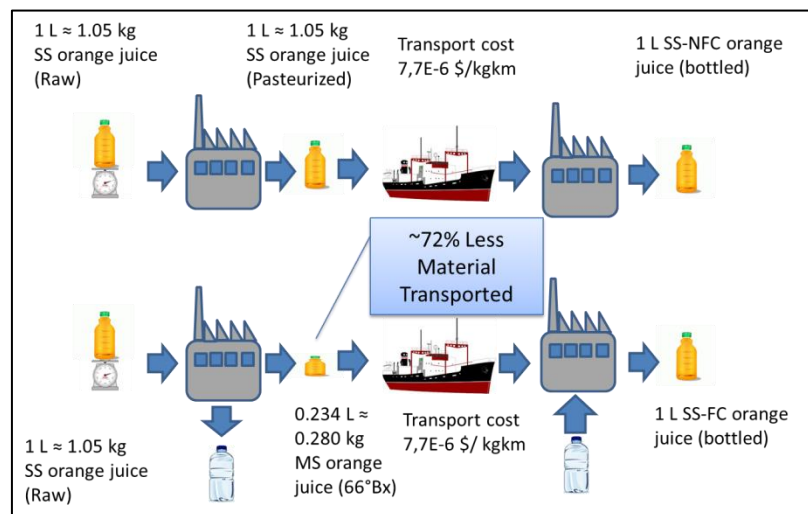 1 L ≈ 1.05 kg
SS orange juice
(Raw)
1 L ≈ 1.05 kg
SS orange juice
(Pasteurized)
Transport cost
7,7E-6 $/kgkm
1 L SS-NFC orange
juice (bottled)
~72% Less
Material
Transported
1 L ≈ 1.05 kg
SS orange juice
(Raw)
0.234 L ≈
0.280 kg
MS orange
juice (66°Bx)
Transport cost
7,7E-6 $/ kgkm
1 L SS-FC orange
juice (bottled)